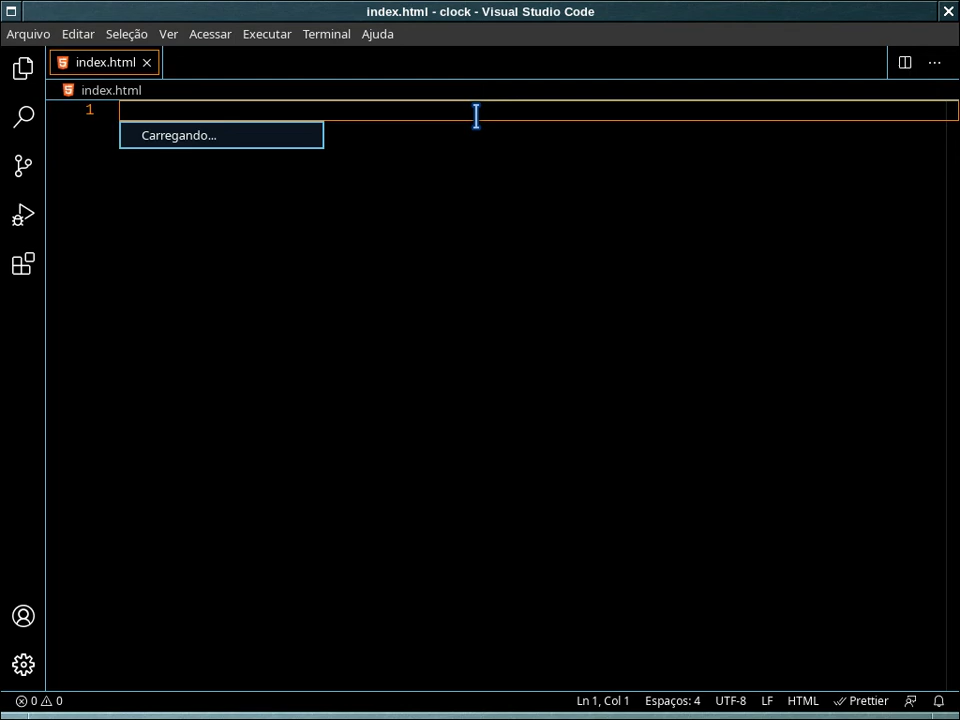 index.html - clock - Visual Studio Code
Arquivo Editar Seleção Ver Acessar Executar Terminal Ajuda
index.html
index.html
1
Carregando...
0 0 Ln 1, Col 1 Espaços: 4 UTF-8 LF HTML Prettier